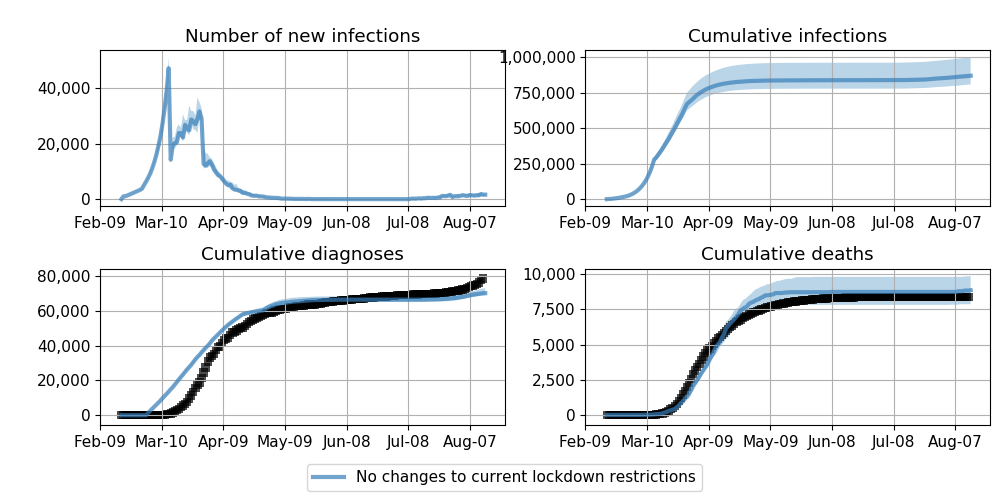 Number of new infections
40,000
20,000
0
Feb-09 Mar-10 Apr-09 May-09 Jun-08 Jul-08 Aug-07
Cumulative infections
1,000,000
750,000
500,000
250,000
0
Feb-09 Mar-10 Apr-09 May-09 Jun-08 Jul-08 Aug-07
Cumulative diagnoses
80,000
60,000
40,000
20,000
0
Feb-09 Mar-10 Apr-09 May-09 Jun-08 Jul-08 Aug-07
Cumulative deaths
10,000
7,500
5,000
2,500
0
Feb-09 Mar-10 Apr-09 May-09 Jun-08 Jul-08 Aug-07
No changes to current lockdown restrictions